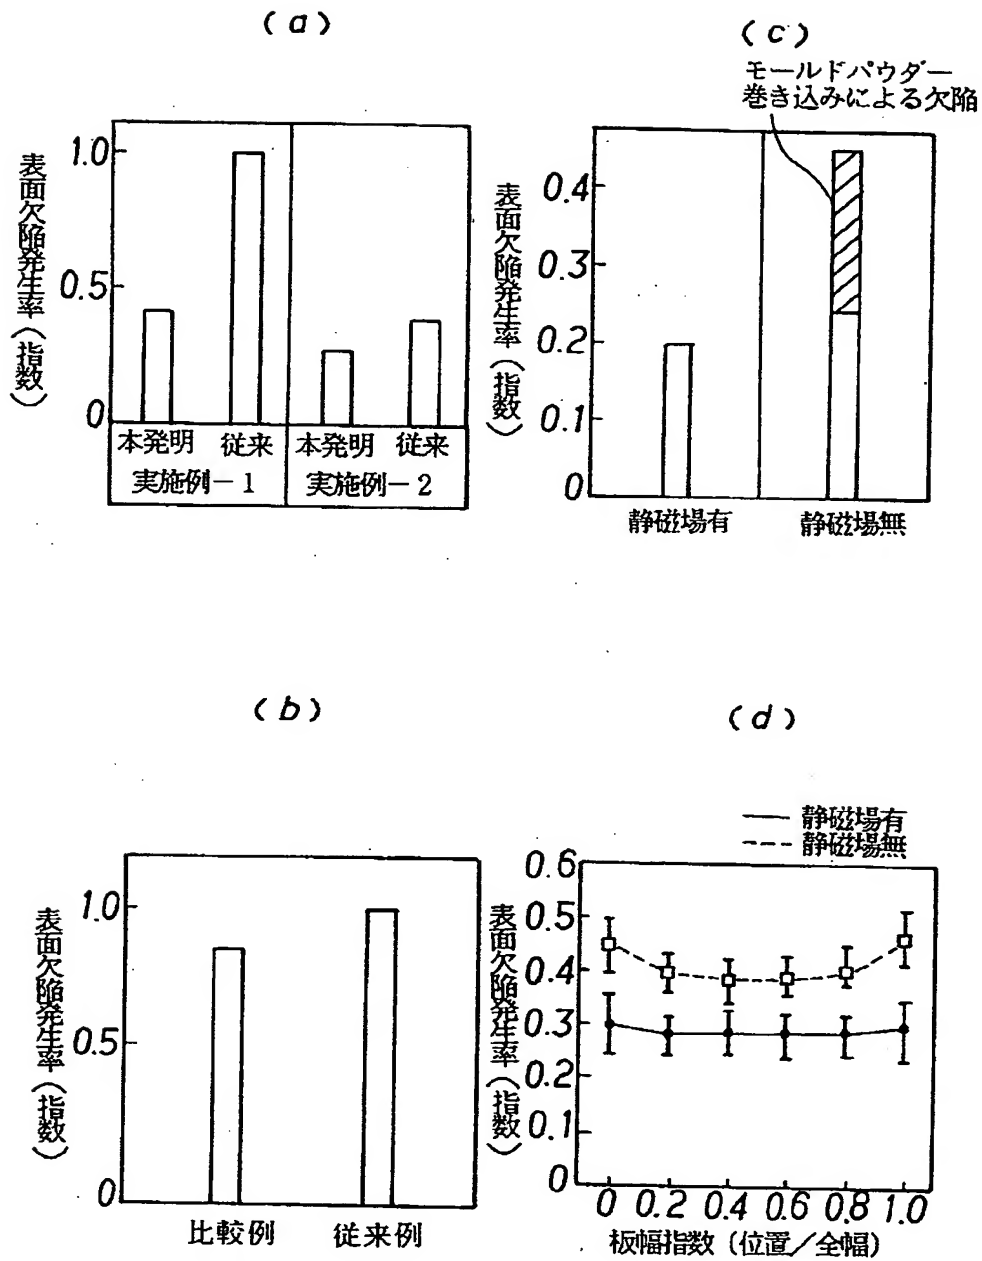 (a)
表面欠陥発生率(指数)
1.0
0.5
0
本発明 従来 本発明 従来
実施例-1 実施例-2
(c)
モールドパウダー
巻き込みによる欠陥
表面欠陥発生率(指数)
0.4
0.3
0.2
0.1
0
静磁場有 静磁場無
(b)
表面欠陥発生率(指数)
1.0
0.5
0
比較例 従来例
(d)
静磁場有
静磁場無
表面欠陥発生率(指数)
0.6
0.5
0.4
0.3
0.2
0.1
0
0 0.2 0.4 0.6 0.8 1.0
板幅指数(位置/全幅)